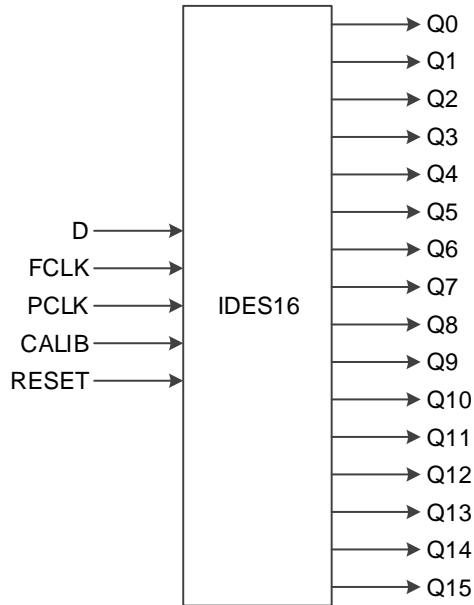 D
FCLK
PCLK
CALIB
RESET
IDES16
Q0
Q1
Q2
Q3
Q4
Q5
Q6
Q7
Q8
Q9
Q10
Q11
Q12
Q13
Q14
Q15